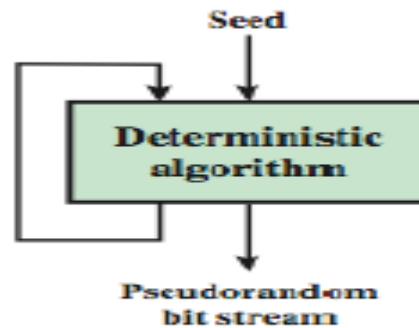 Seed
Deterministic
algorithm
Pseudorandom
bit stream